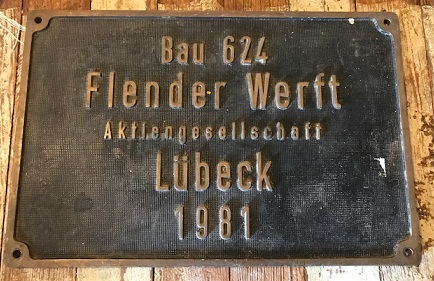 Bau 624
Flender Werft
Aktiengesellschaft
Lübeck
1981